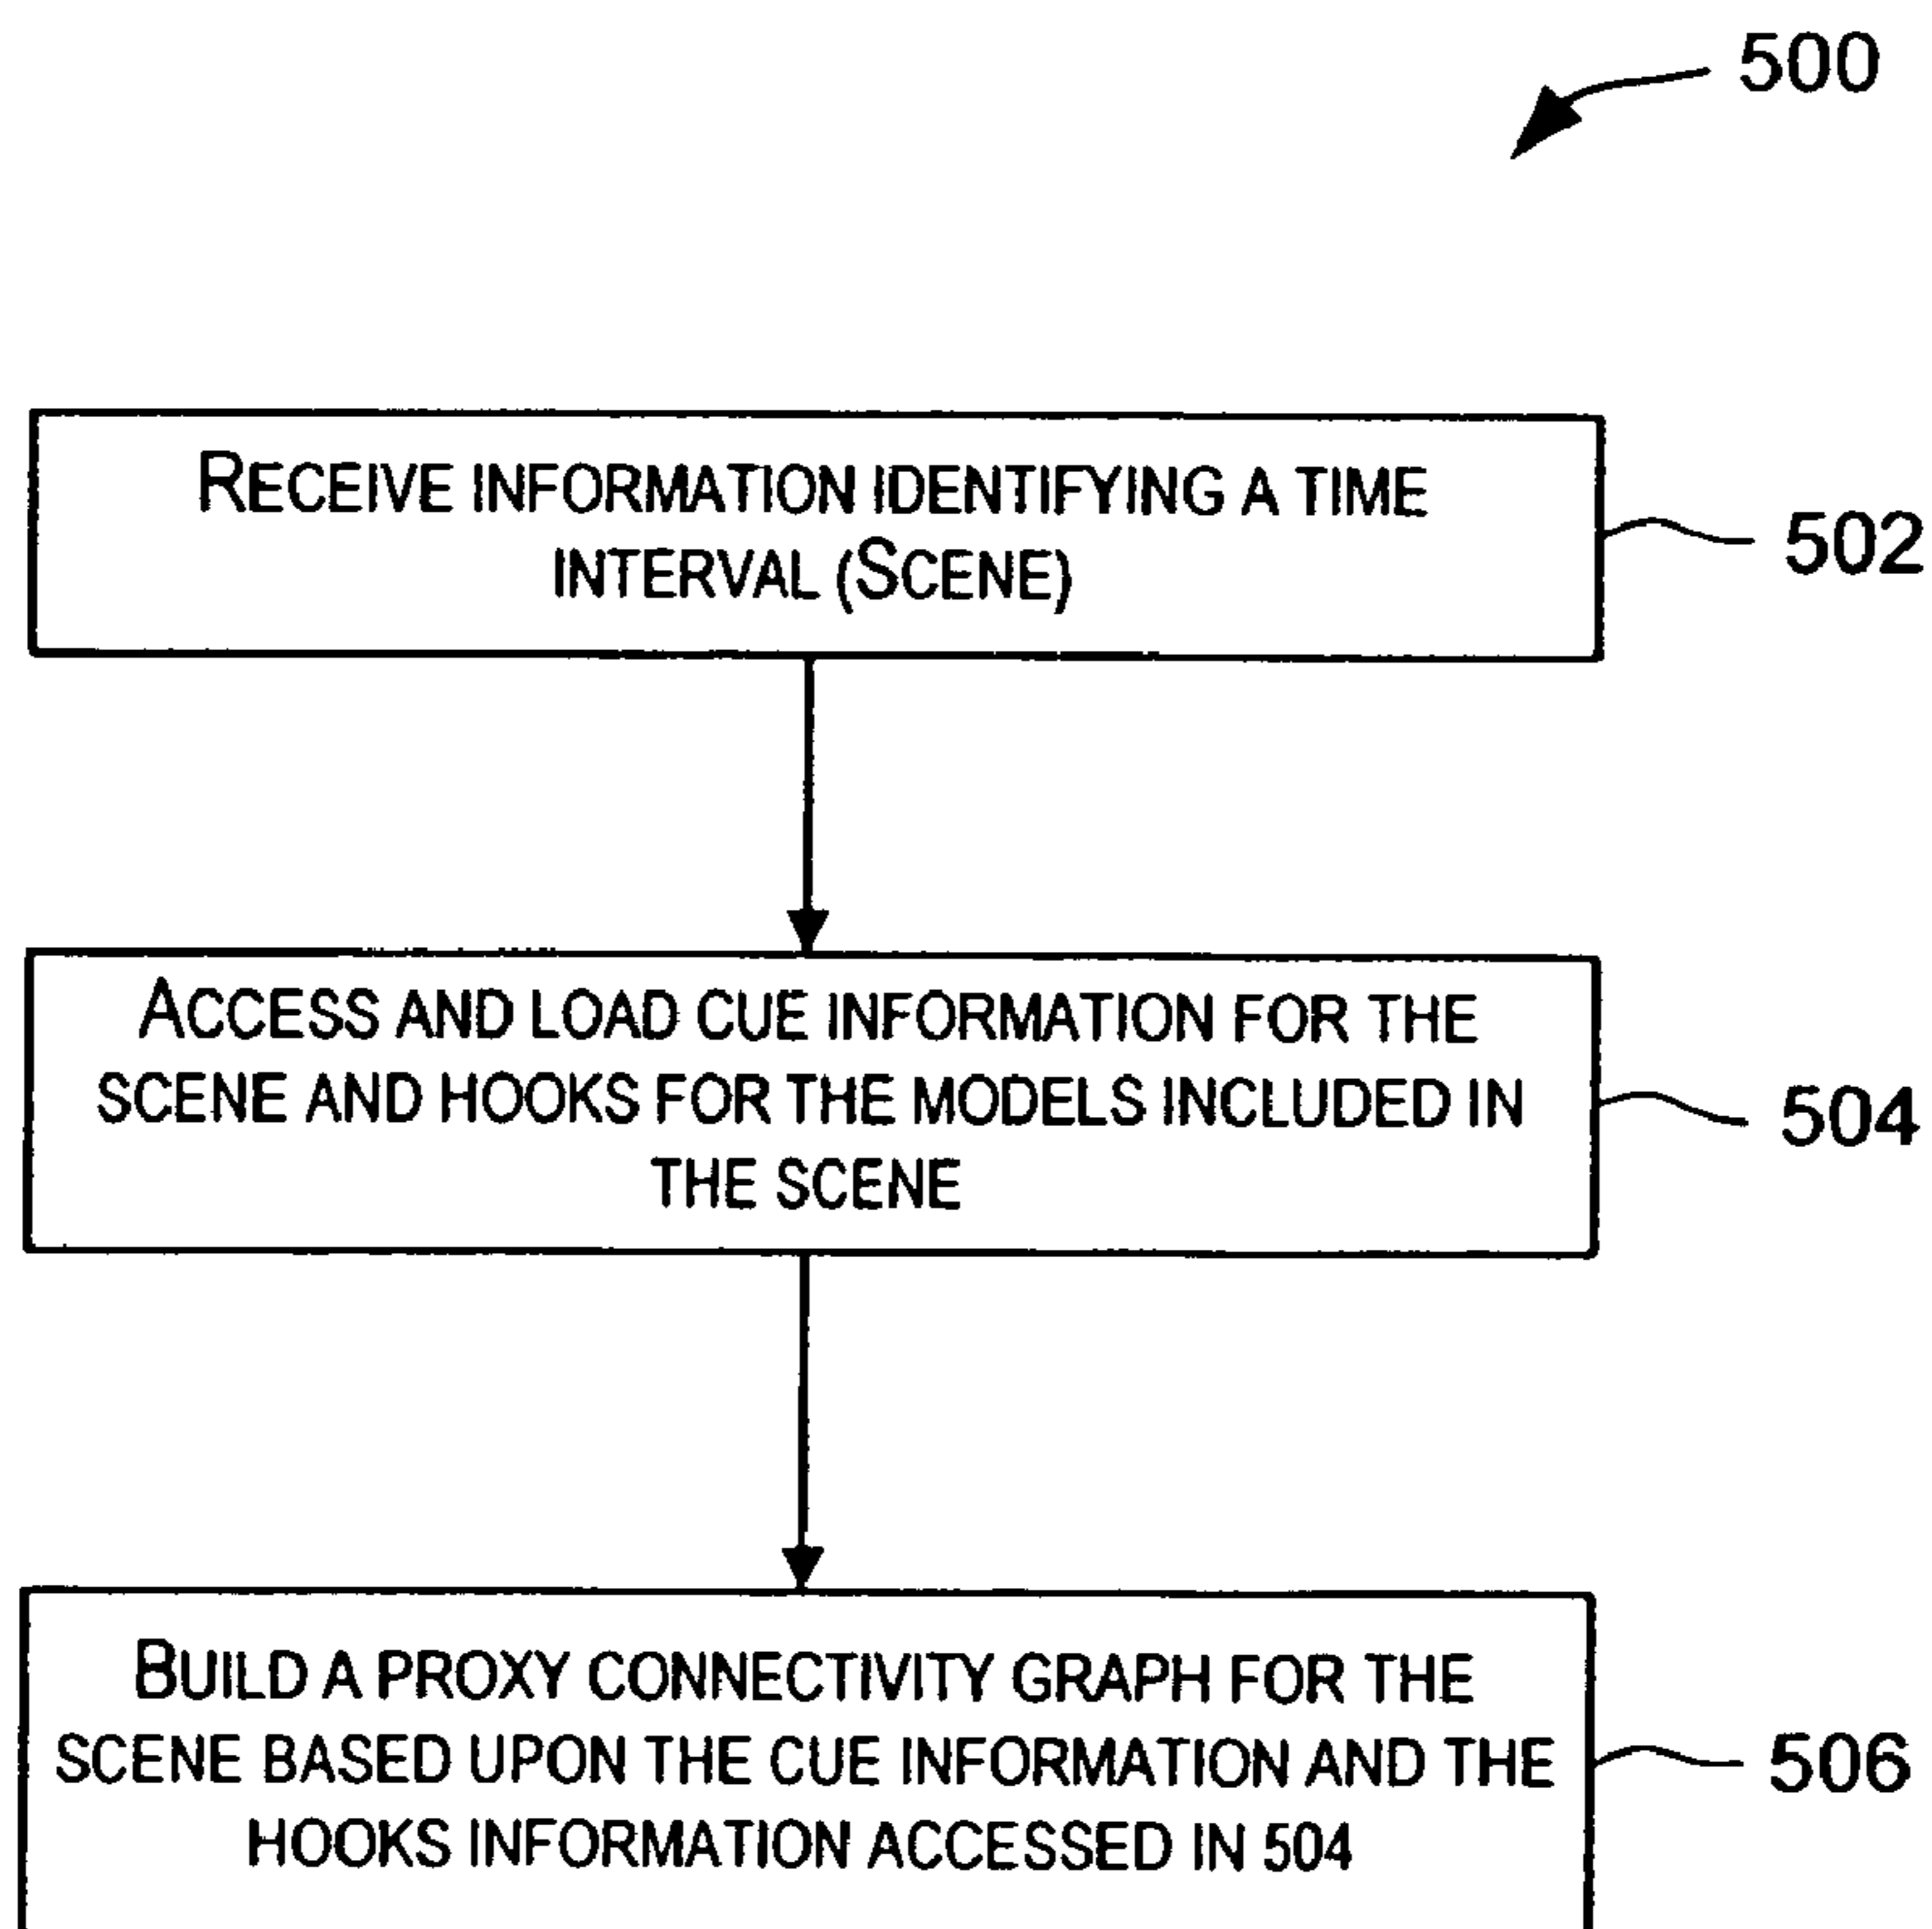 500
RECEIVE INFORMATION IDENTIFYING A TIME
INTERVAL (SCENE)
502
ACCESS AND LOAD CUE INFORMATION FOR THE
SCENE AND HOOKS FOR THE MODELS INCLUDED IN
THE SCENE
504
BUILD A PROXY CONNECTIVITY GRAPH FOR THE
SCENE BASED UPON THE CUE INFORMATION AND THE
HOOKS INFORMATION ACCESSED IN 504
506